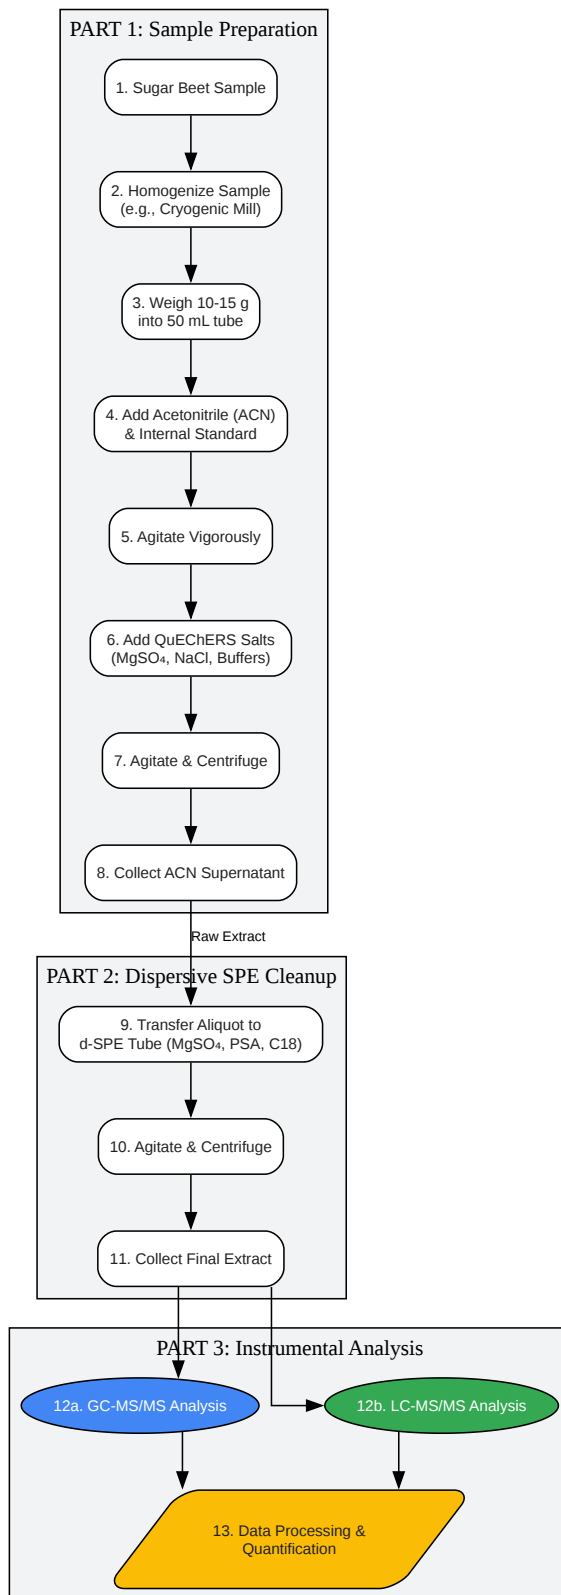 PART 1: Sample Preparation
1. Sugar Beet Sample
2. Homogenize Sample
(e.g., Cryogenic Mill)
3. Weigh 10-15 g
into 50 mL tube
4. Add Acetonitrile (ACN)
& Internal Standard
5. Agitate Vigorously
6. Add QuEChERS Salts
(MgSO₄, NaCl, Buffers)
7. Agitate & Centrifuge
8. Collect ACN Supernatant
Raw Extract
PART 2: Dispersive SPE Cleanup
9. Transfer Aliquot to
d-SPE Tube (MgSO₄, PSA, C18)
10. Agitate & Centrifuge
11. Collect Final Extract
PART 3: Instrumental Analysis
12a. GC-MS/MS Analysis
12b. LC-MS/MS Analysis
13. Data Processing &
Quantification